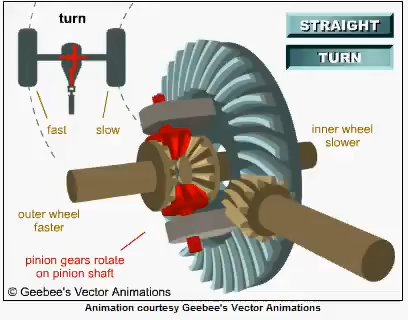 turn
STRAIGHT
TURN
fast
slow
inner wheel
slower
outer wheel
faster
pinion gears rotate
on pinion shaft
© Geebee's Vector Animations
Animation courtesy Geebee's Vector Animations